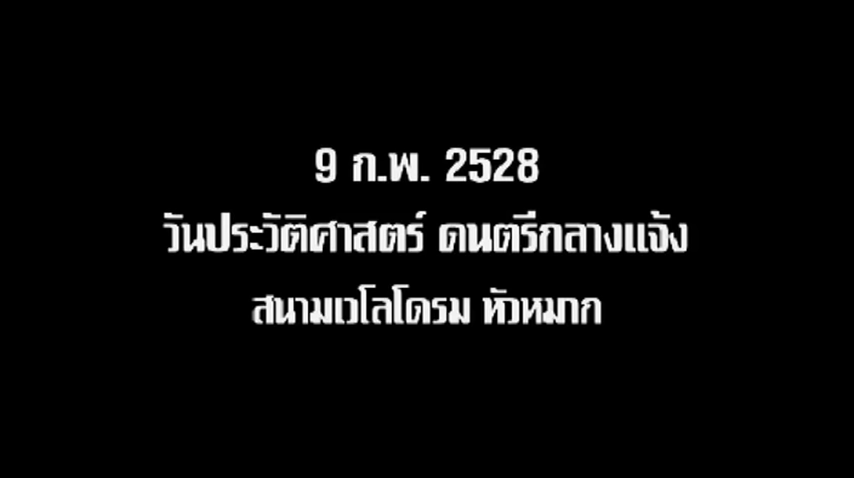 9 ก.พ. 2528
วันประวัติศาสตร์ ดนตรีกลางแจ้ง
สนามเวโลโดรม หัวหมาก